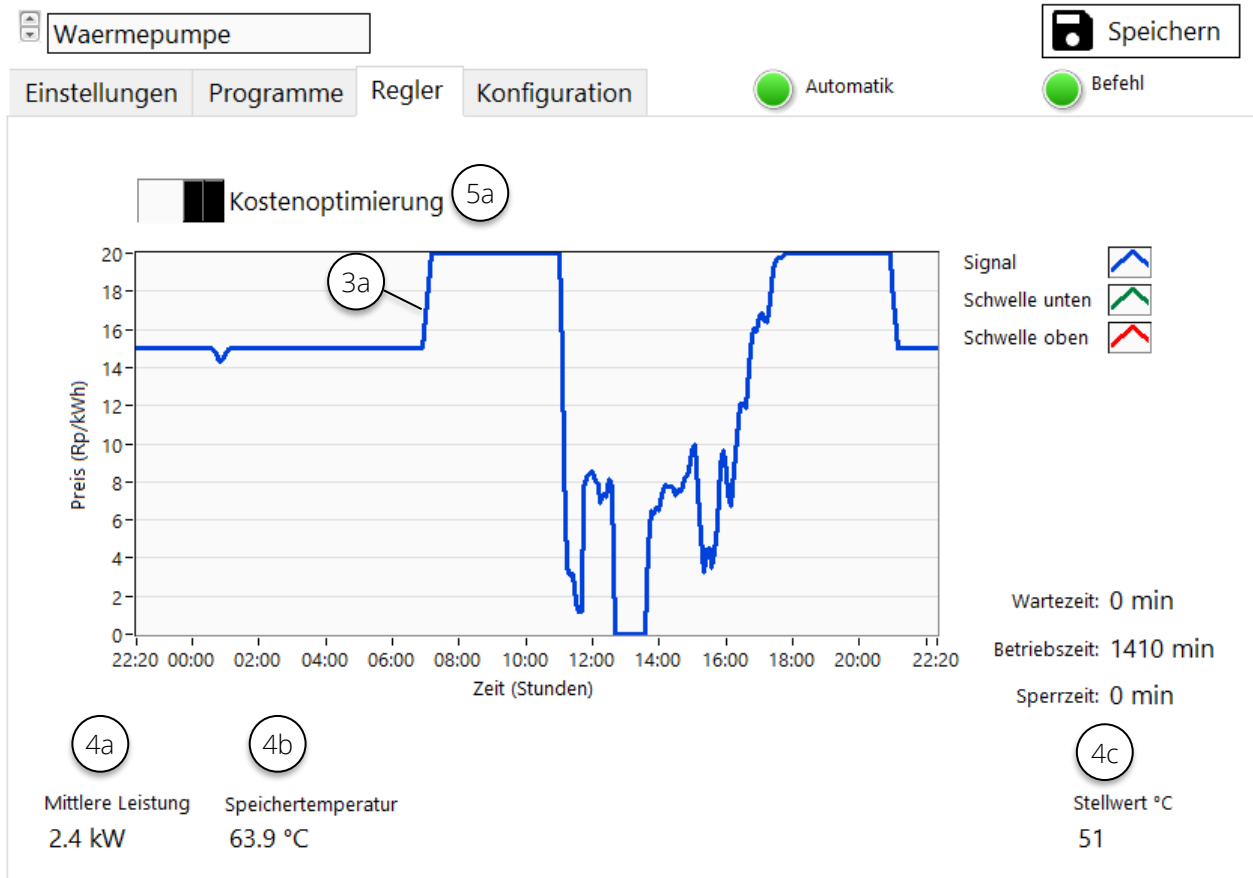 Waermepumpe
Speichern
Einstellungen Programme Regler Konfiguration
Automatik
Befehl
Kostenoptimierung
5a
3a
Preis (Rp/kWh)
20
18
16
14
12
10
8
6
4
2
0
22:20 00:00 02:00 04:00 06:00 08:00 10:00 12:00 14:00 16:00 18:00 20:00 22:20
Zeit (Stunden)
Signal
Schwelle unten
Schwelle oben
Wartezeit: 0 min
Betriebszeit: 1410 min
Sperrzeit: 0 min
4a
4b
4c
Mittlere Leistung
2.4 kW
Speichertemperatur
63.9 °C
Stellwert °C
51